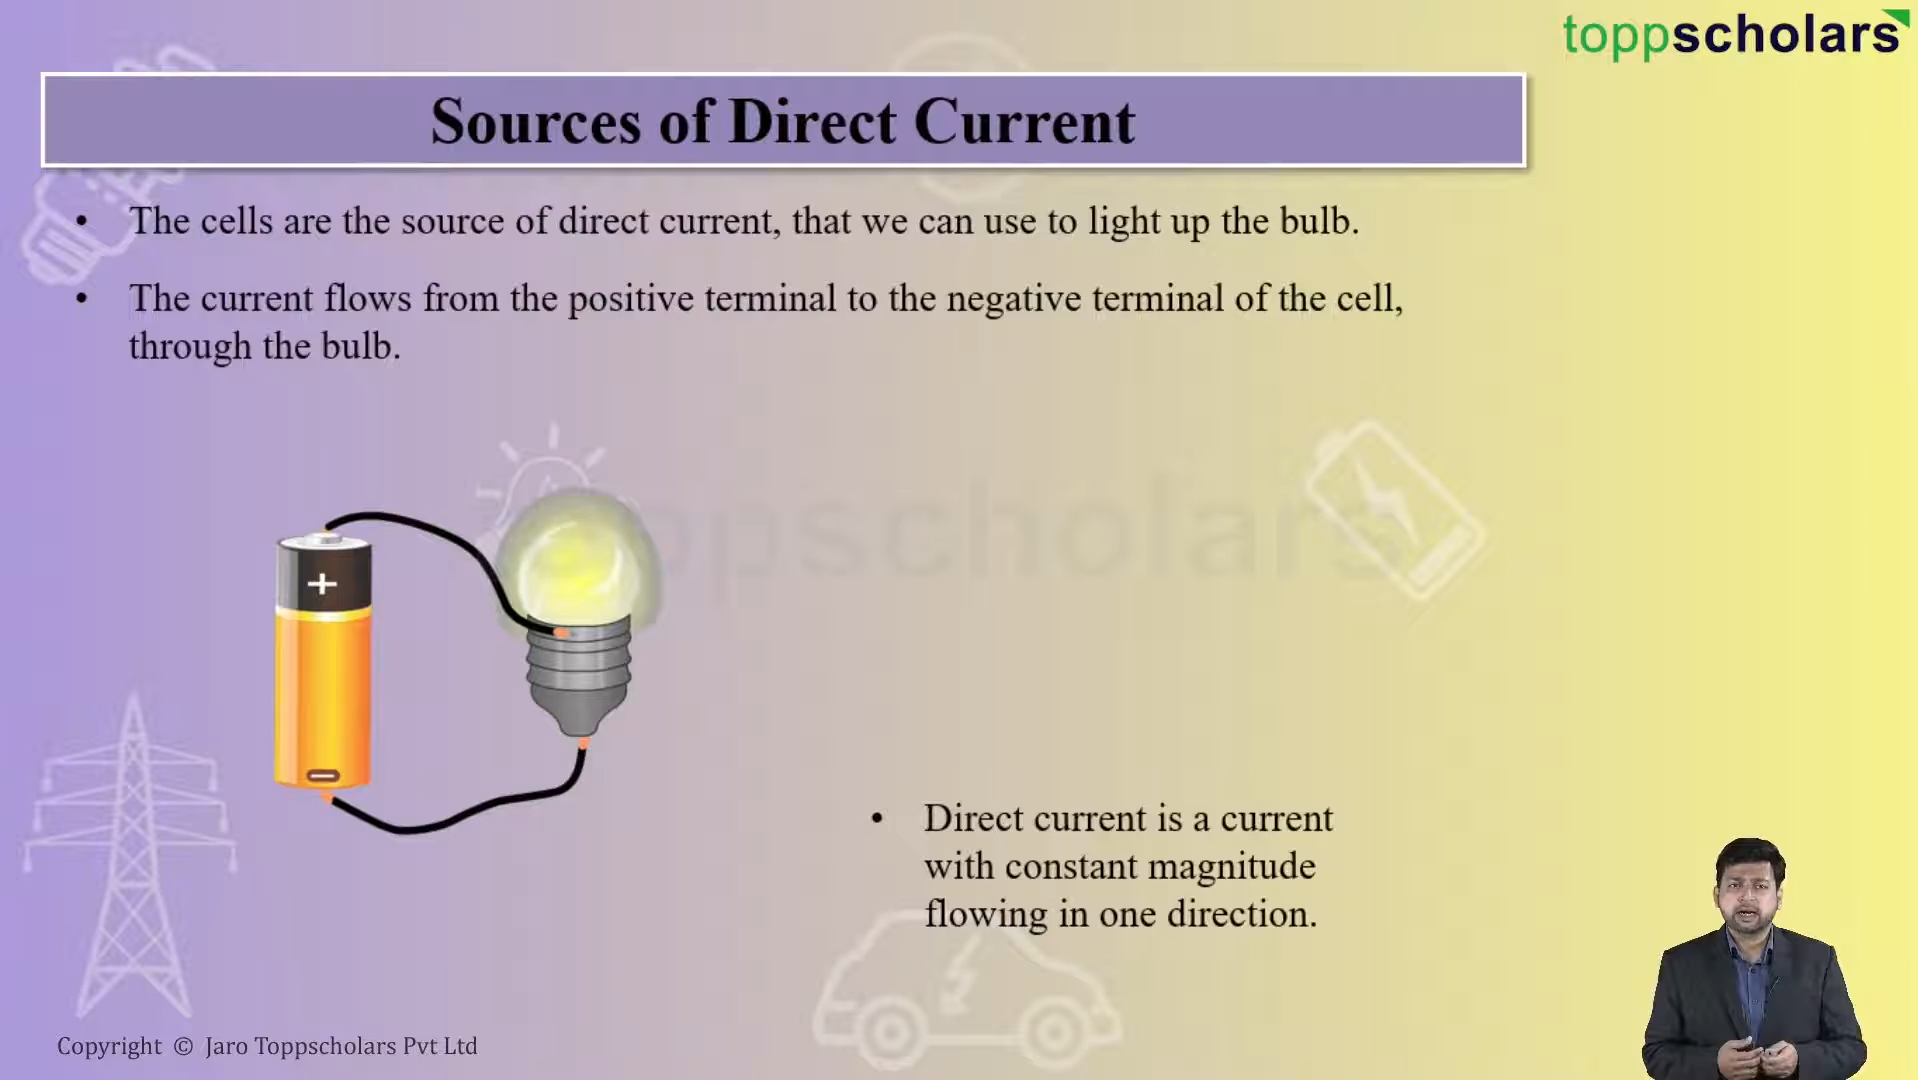 toppscholars
Sources of Direct Current
• The cells are the source of direct current, that we can use to light up the bulb.
• The current flows from the positive terminal to the negative terminal of the cell,
through the bulb.
toppscholars
+
−
• Direct current is a current
with constant magnitude
flowing in one direction.
Copyright © Jaro Toppscholars Pvt Ltd